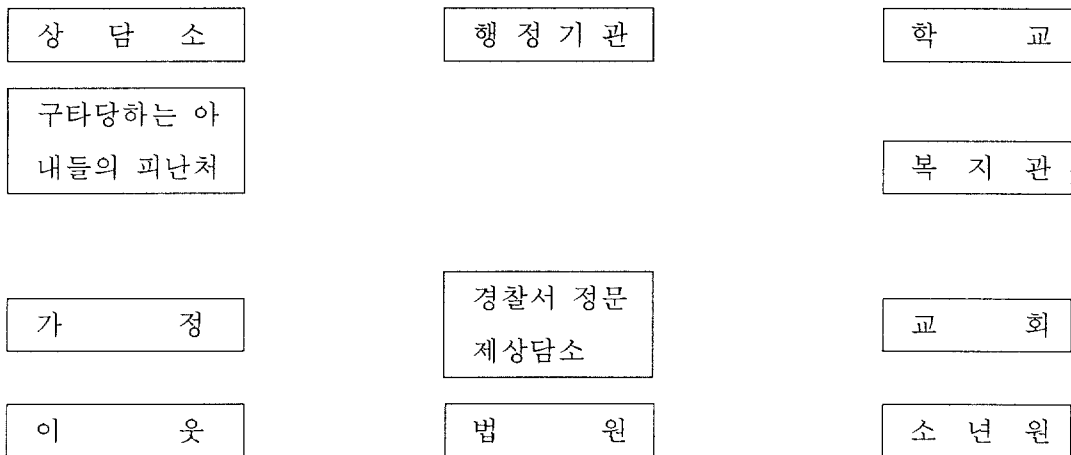 상 담 소
행 정 기 관
학 교
구타당하는 아
내들의 피난처
복 지 관
가 정
경찰서 정문
제상담소
교 회
이 웃
법 원
소 년 원